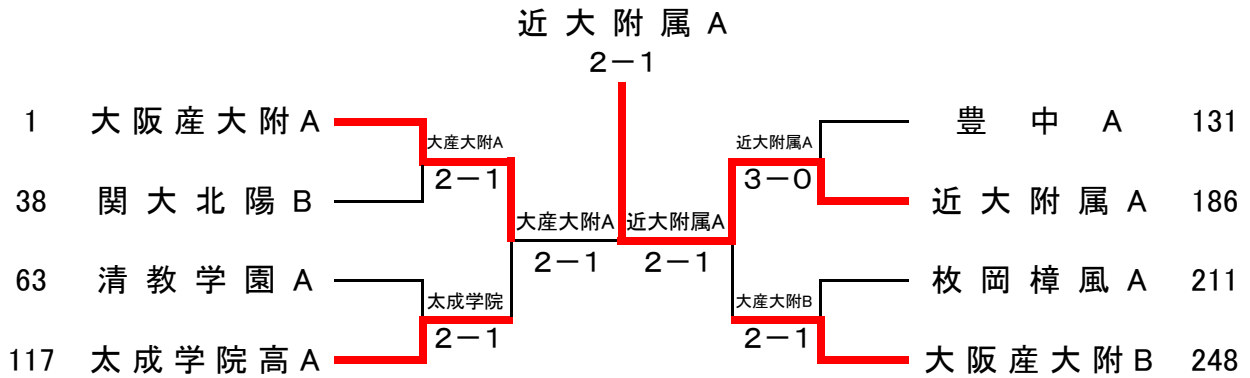 近大附属A
2－1
1 大阪産大附A
大産大附A
2－1
38 関大北陽B
大産大附A
2－1
63 清教学園A
太成学院
2－1
117 太成学院高A
豊中A 131
近大附属A
3－0
近大附属A 186
近大附属A
2－1
枚岡樟風A 211
大産大附B
2－1
大阪産大附B 248